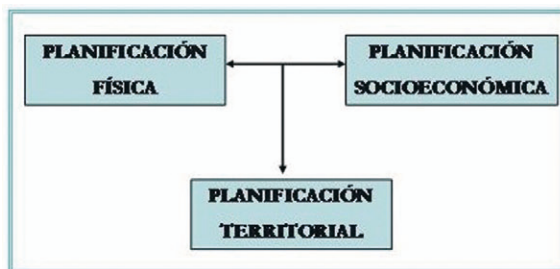 PLANIFICACIÓN
FÍSICA
PLANIFICACIÓN
SOCIOECONÓMICA
PLANIFICACIÓN
TERRITORIAL